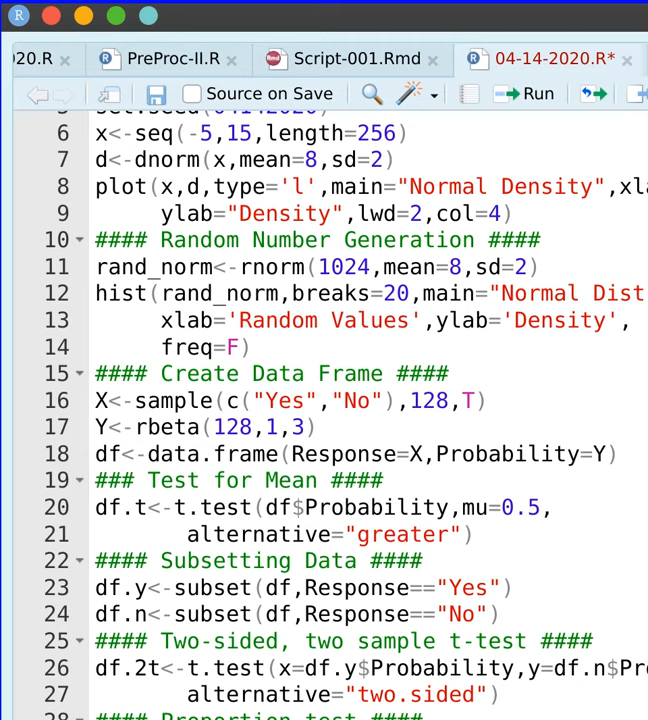 R
20.R PreProc-II.R Script-001.Rmd 04-14-2020.R*
Source on Save Run
6 x<-seq(-5,15,length=256)
7 d<-dnorm(x,mean=8,sd=2)
8 plot(x,d,type='l',main="Normal Density",xla
9 ylab="Density",lwd=2,col=4)
10 #### Random Number Generation ####
11 rand_norm<-rnorm(1024,mean=8,sd=2)
12 hist(rand_norm,breaks=20,main="Normal Dist
13 xlab='Random Values',ylab='Density',
14 freq=F)
15 #### Create Data Frame ####
16 X<-sample(c("Yes","No"),128,T)
17 Y<-rbeta(128,1,3)
18 df<-data.frame(Response=X,Probability=Y)
19 ### Test for Mean ####
20 df.t<-t.test(df$Probability,mu=0.5,
21 alternative="greater")
22 #### Subsetting Data ####
23 df.y<-subset(df,Response=="Yes")
24 df.n<-subset(df,Response=="No")
25 #### Two-sided, two sample t-test ####
26 df.2t<-t.test(x=df.y$Probability,y=df.n$Pro
27 alternative="two.sided")
28 #### Proportion test ####